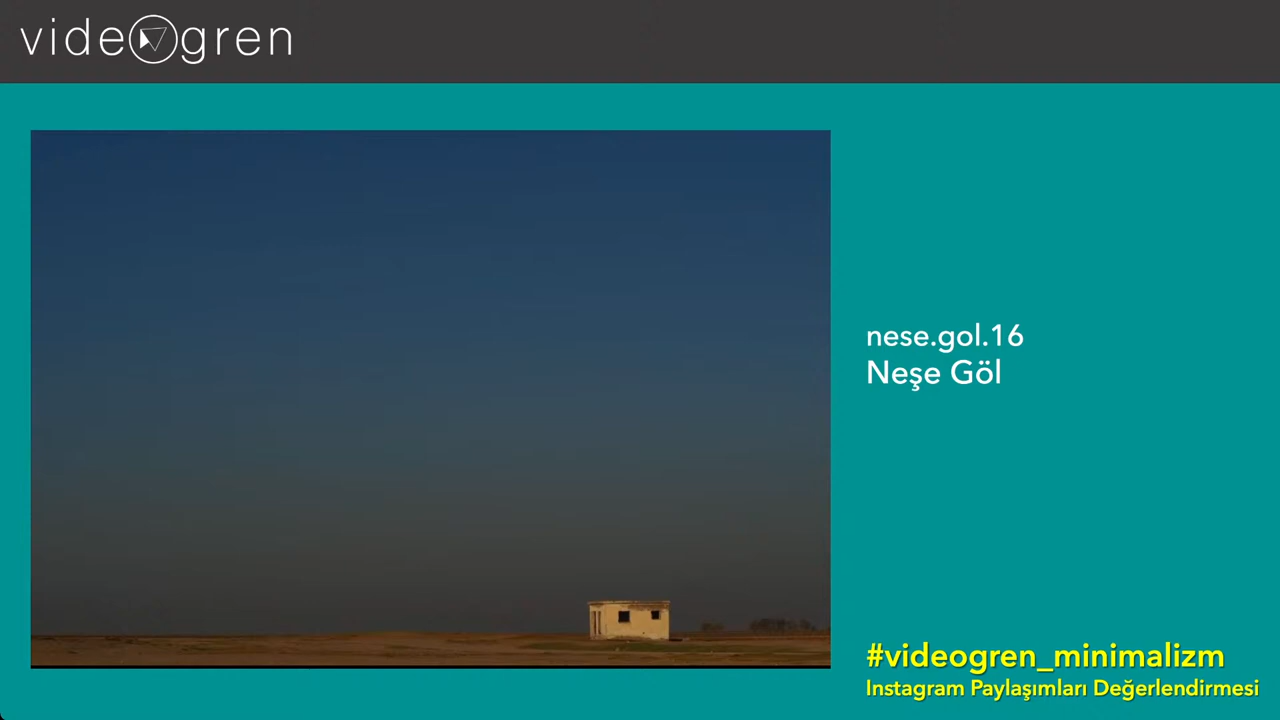 videogren
nese.gol.16
Neşe Göl
#videogren_minimalizm
Instagram Paylaşımları Değerlendirmesi